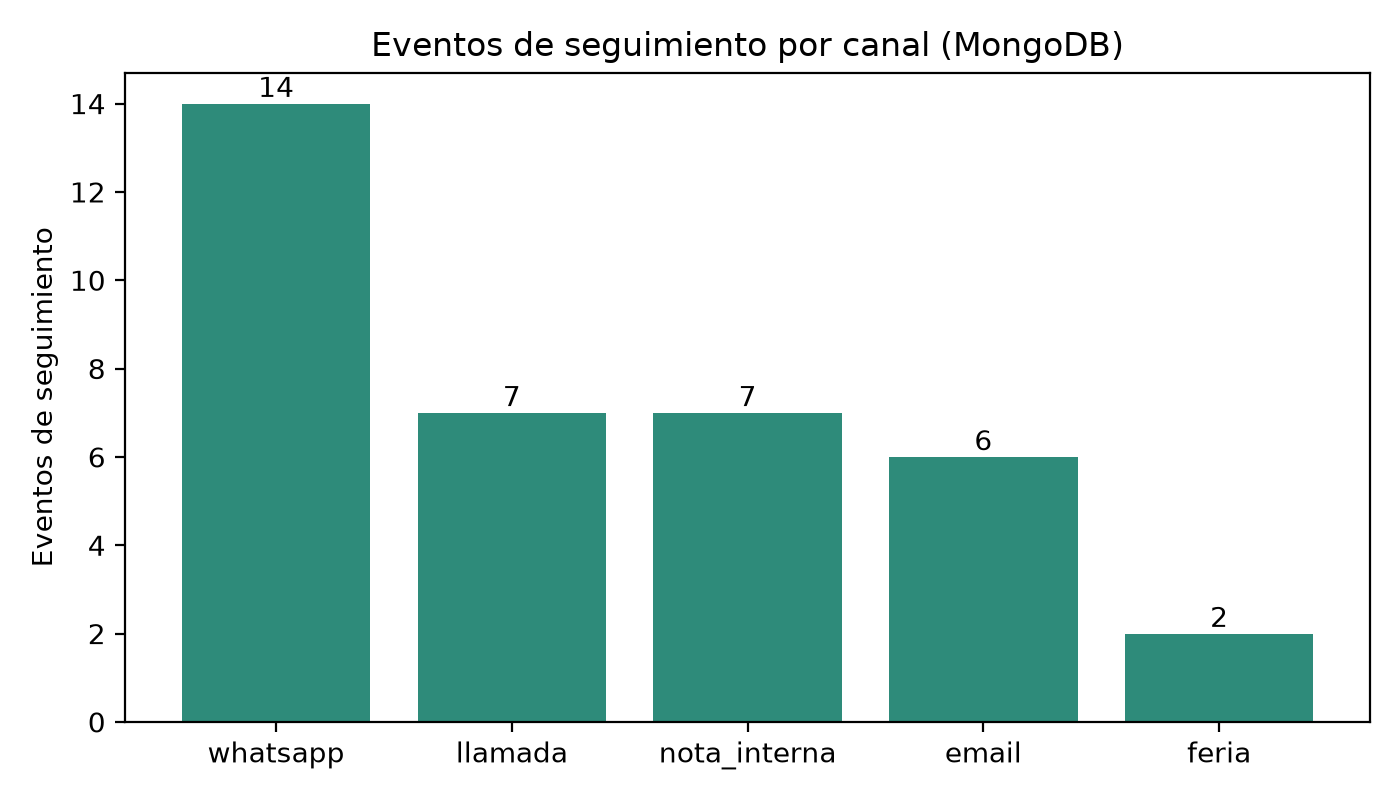 Eventos de seguimiento por canal (MongoDB)
Eventos de seguimiento
14
12
10
8
6
4
2
0
14
7
7
6
2
whatsapp
llamada
nota_interna
email
feria